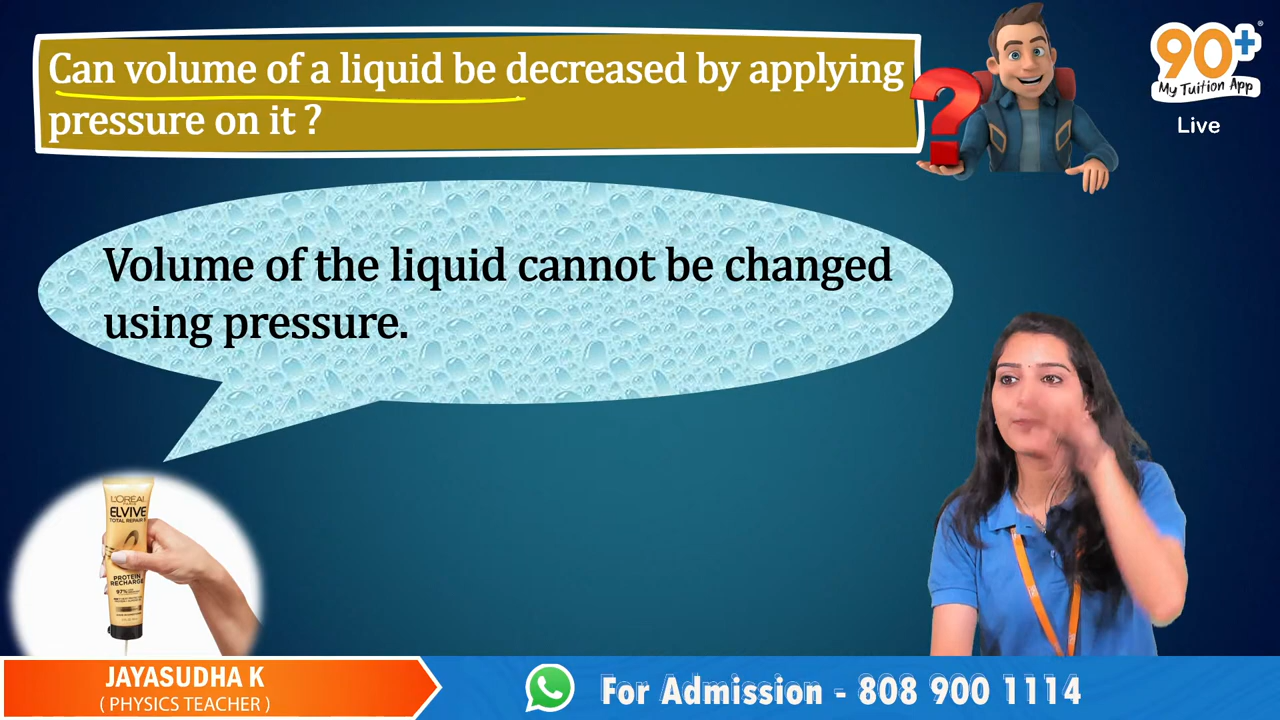 Can volume of a liquid be decreased by applying
pressure on it ?
90+
My Tuition App
Live
Volume of the liquid cannot be changed
using pressure.
L'ORÉAL
ELVIVE
TOTAL REPAIR 5
PROTEIN
RECHARGE
97%
JAYASUDHA K
( PHYSICS TEACHER )
For Admission - 808 900 1114